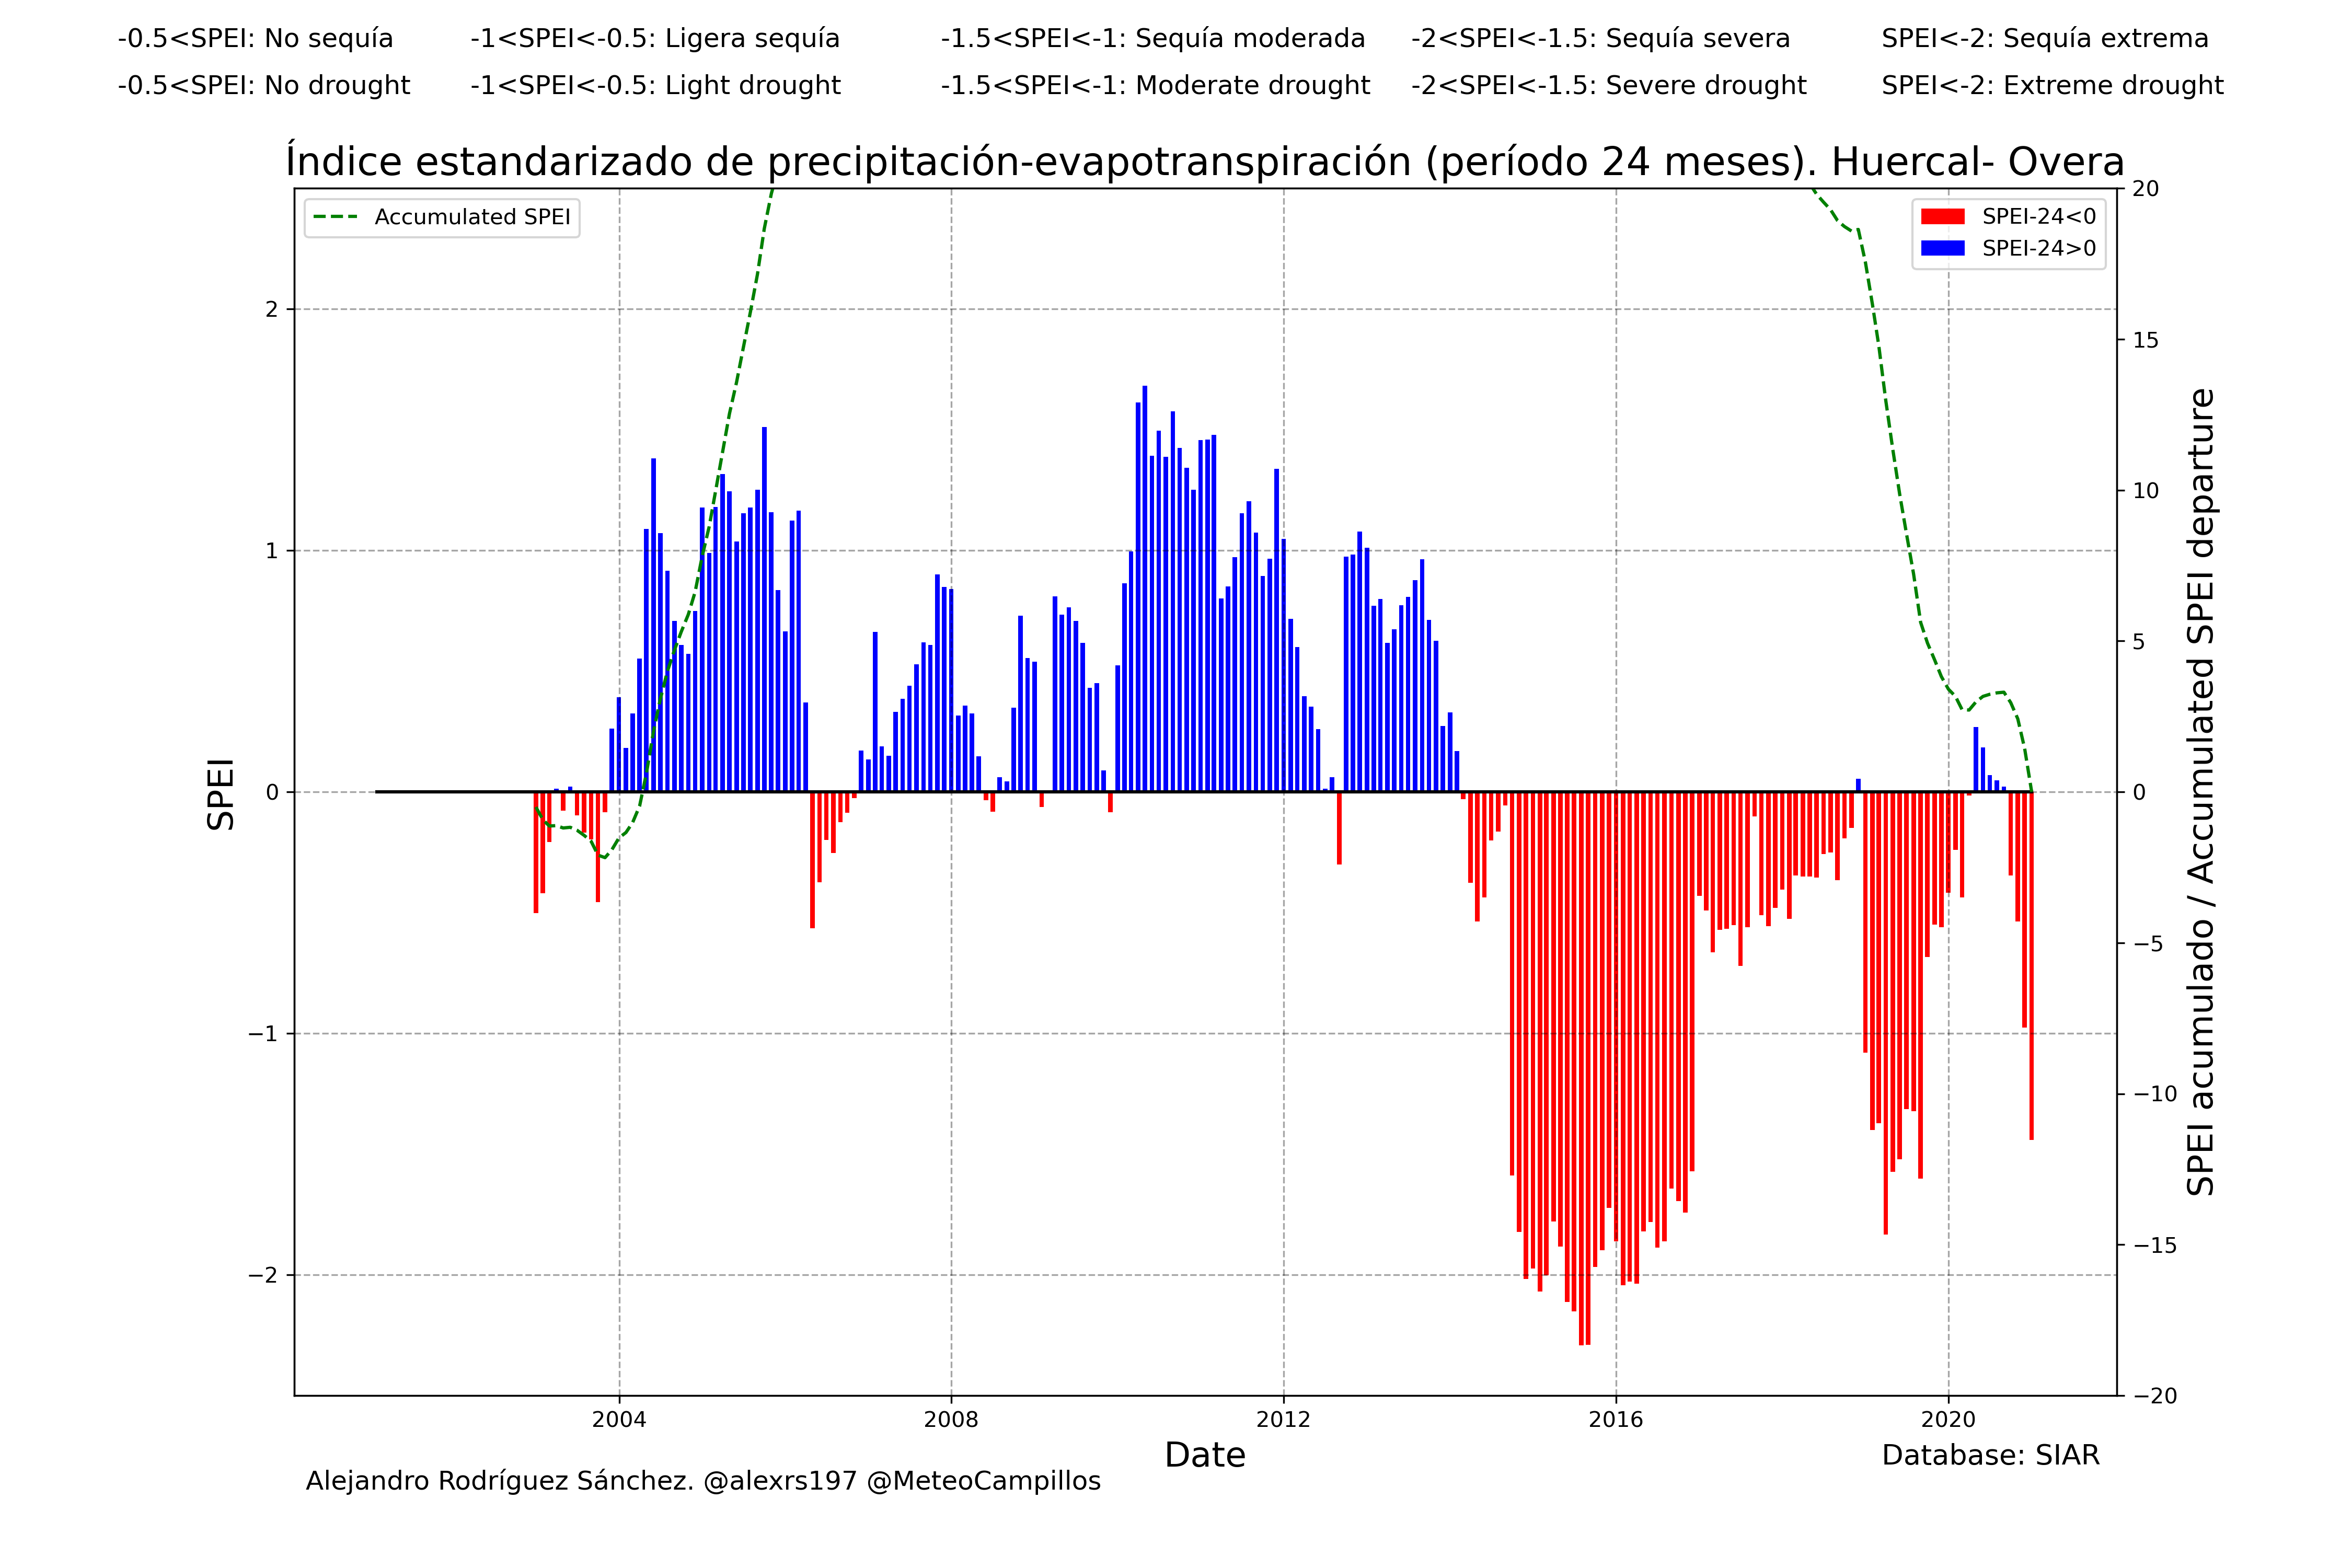 -0.5<SPEI: No sequía -1<SPEI<-0.5: Ligera sequía -1.5<SPEI<-1: Sequía moderada -2<SPEI<-1.5: Sequía severa SPEI<-2: Sequía extrema
-0.5<SPEI: No drought -1<SPEI<-0.5: Light drought -1.5<SPEI<-1: Moderate drought -2<SPEI<-1.5: Severe drought SPEI<-2: Extreme drought
Índice estandarizado de precipitación-evapotranspiración (período 24 meses). Huercal- Overa
Accumulated SPEI
SPEI-24<0
SPEI-24>0
SPEI
2
1
0
−1
−2
20
15
10
5
0
−5
−10
−15
−20
SPEI acumulado / Accumulated SPEI departure
2004 2008 2012 2016 2020
Date
Database: SIAR
Alejandro Rodríguez Sánchez. @alexrs197 @MeteoCampillos